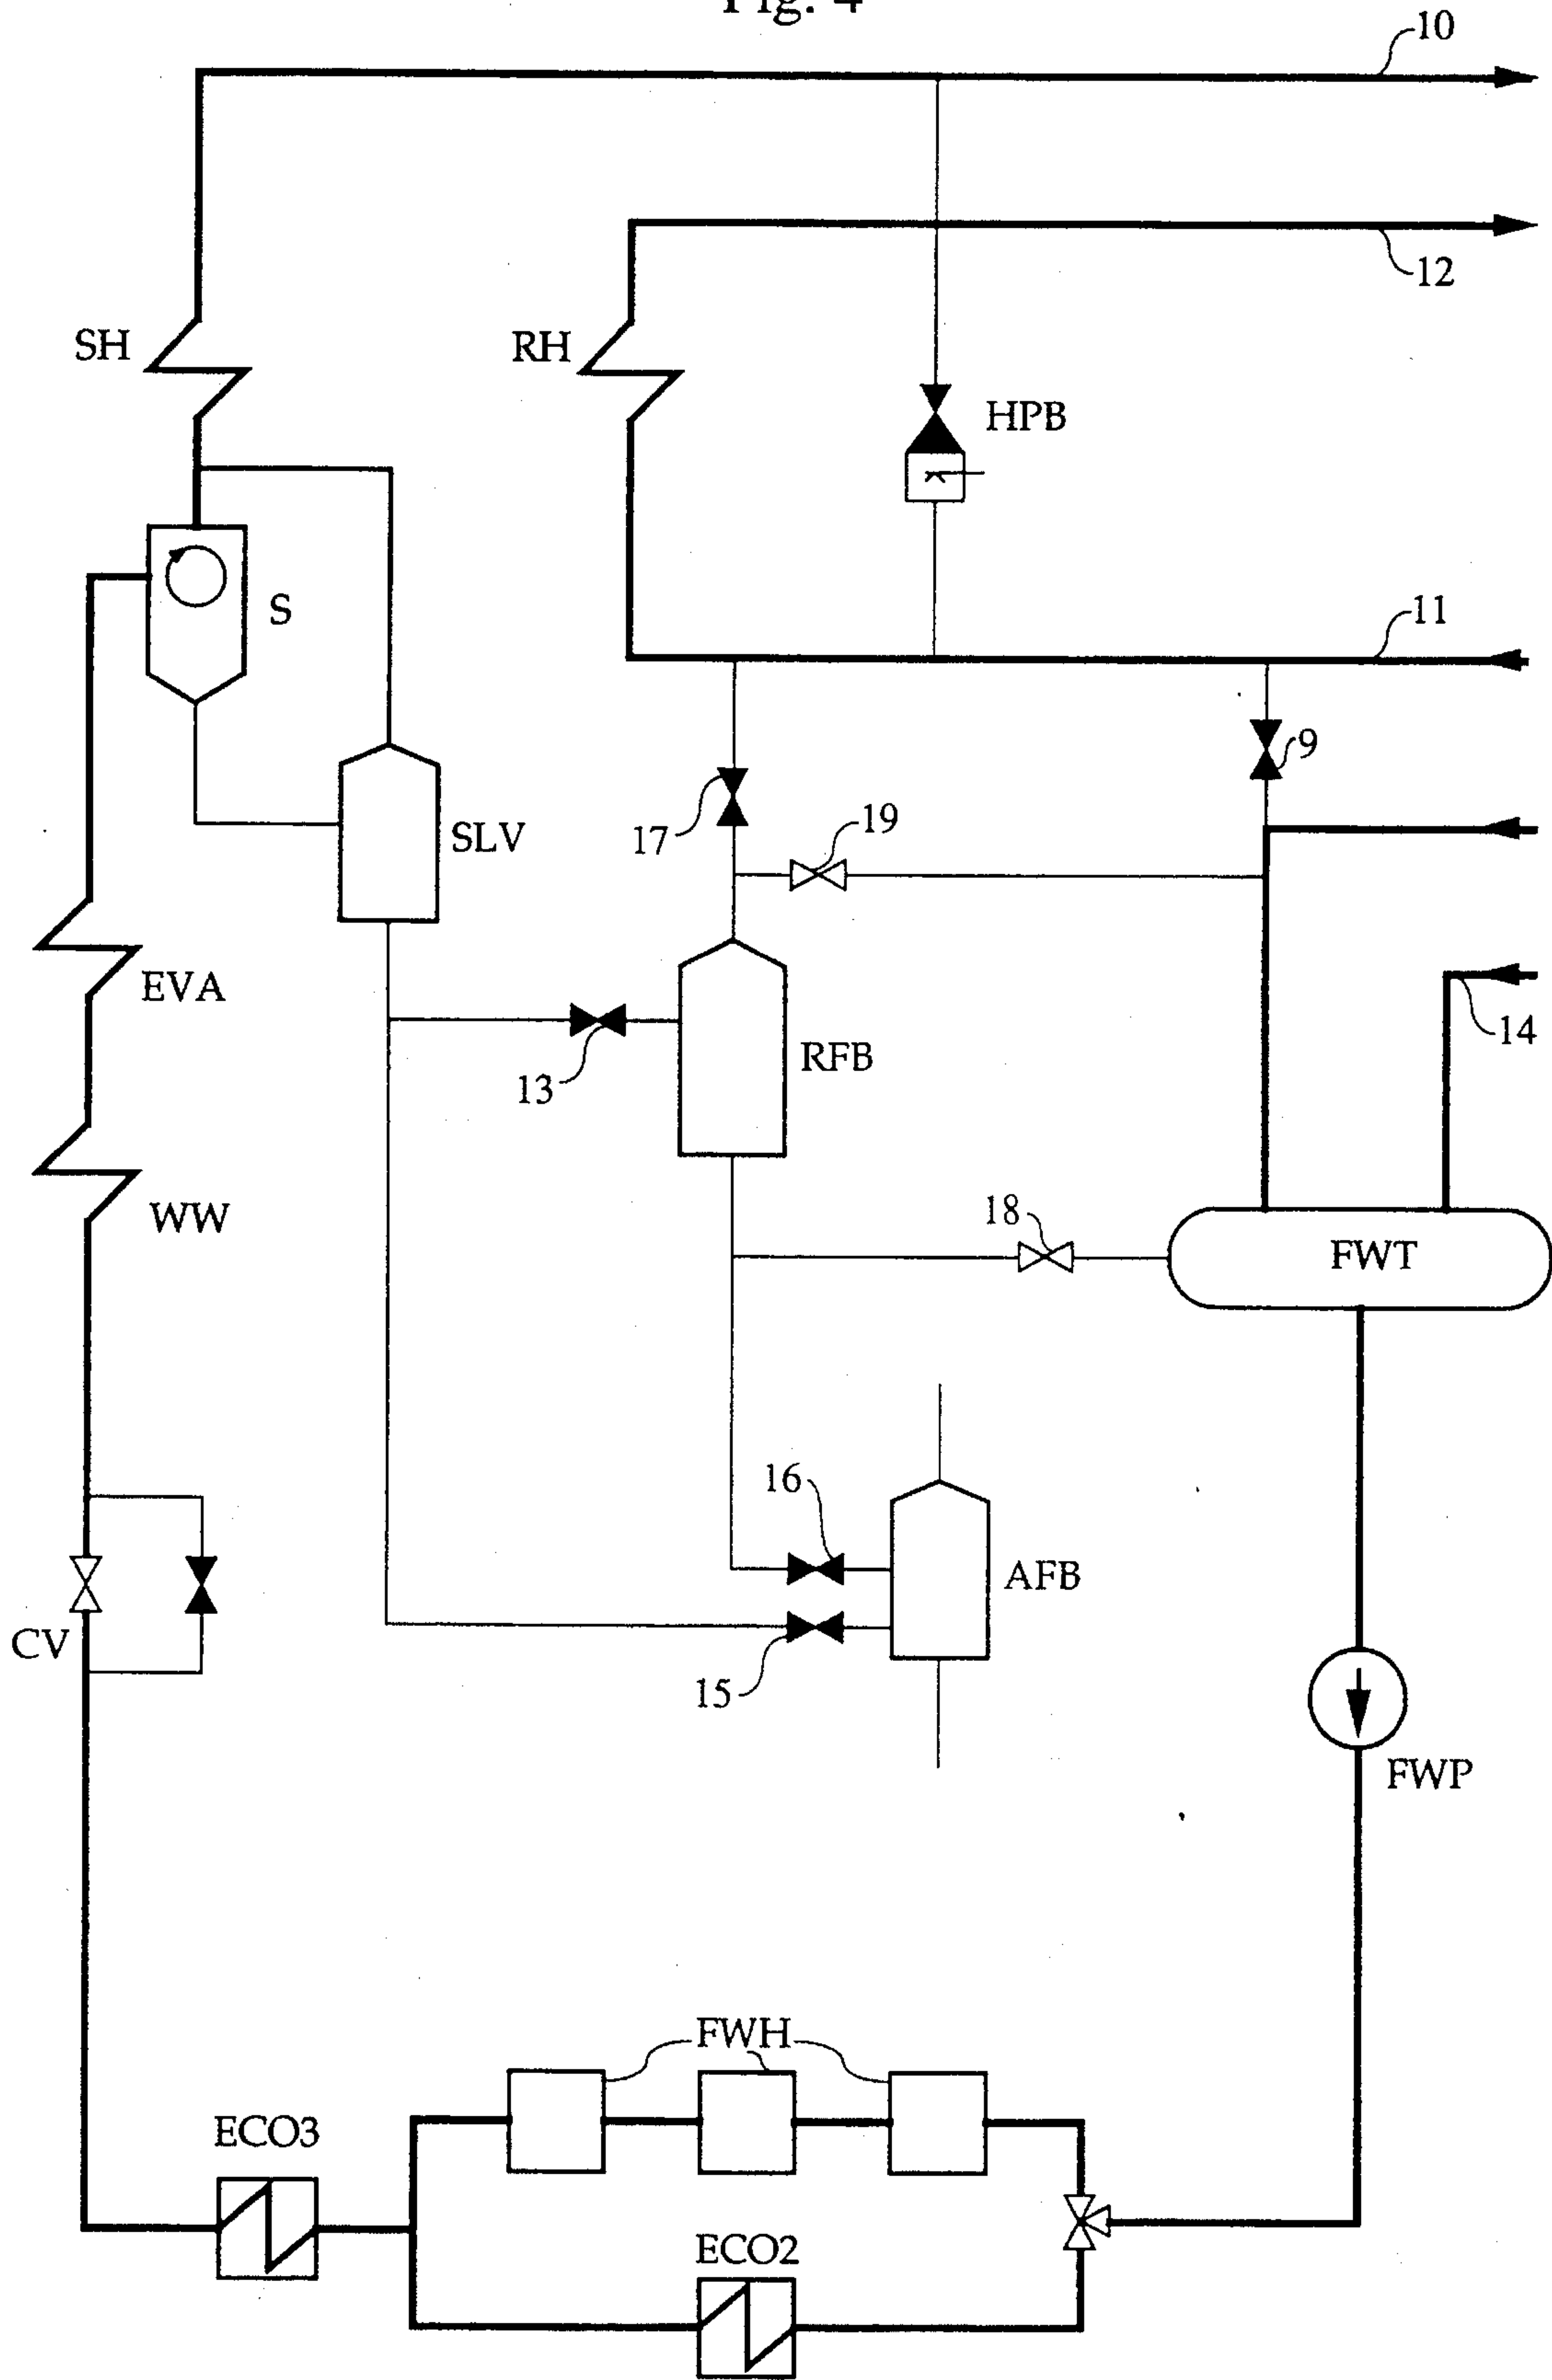 Fig. 4
10
12
SH
RH
HPB
11
S
9
17
19
SLV
EVA
14
RFB
13
WW
18
FWT
16
AFB
CV
15
FWP
FWH
ECO3
ECO2